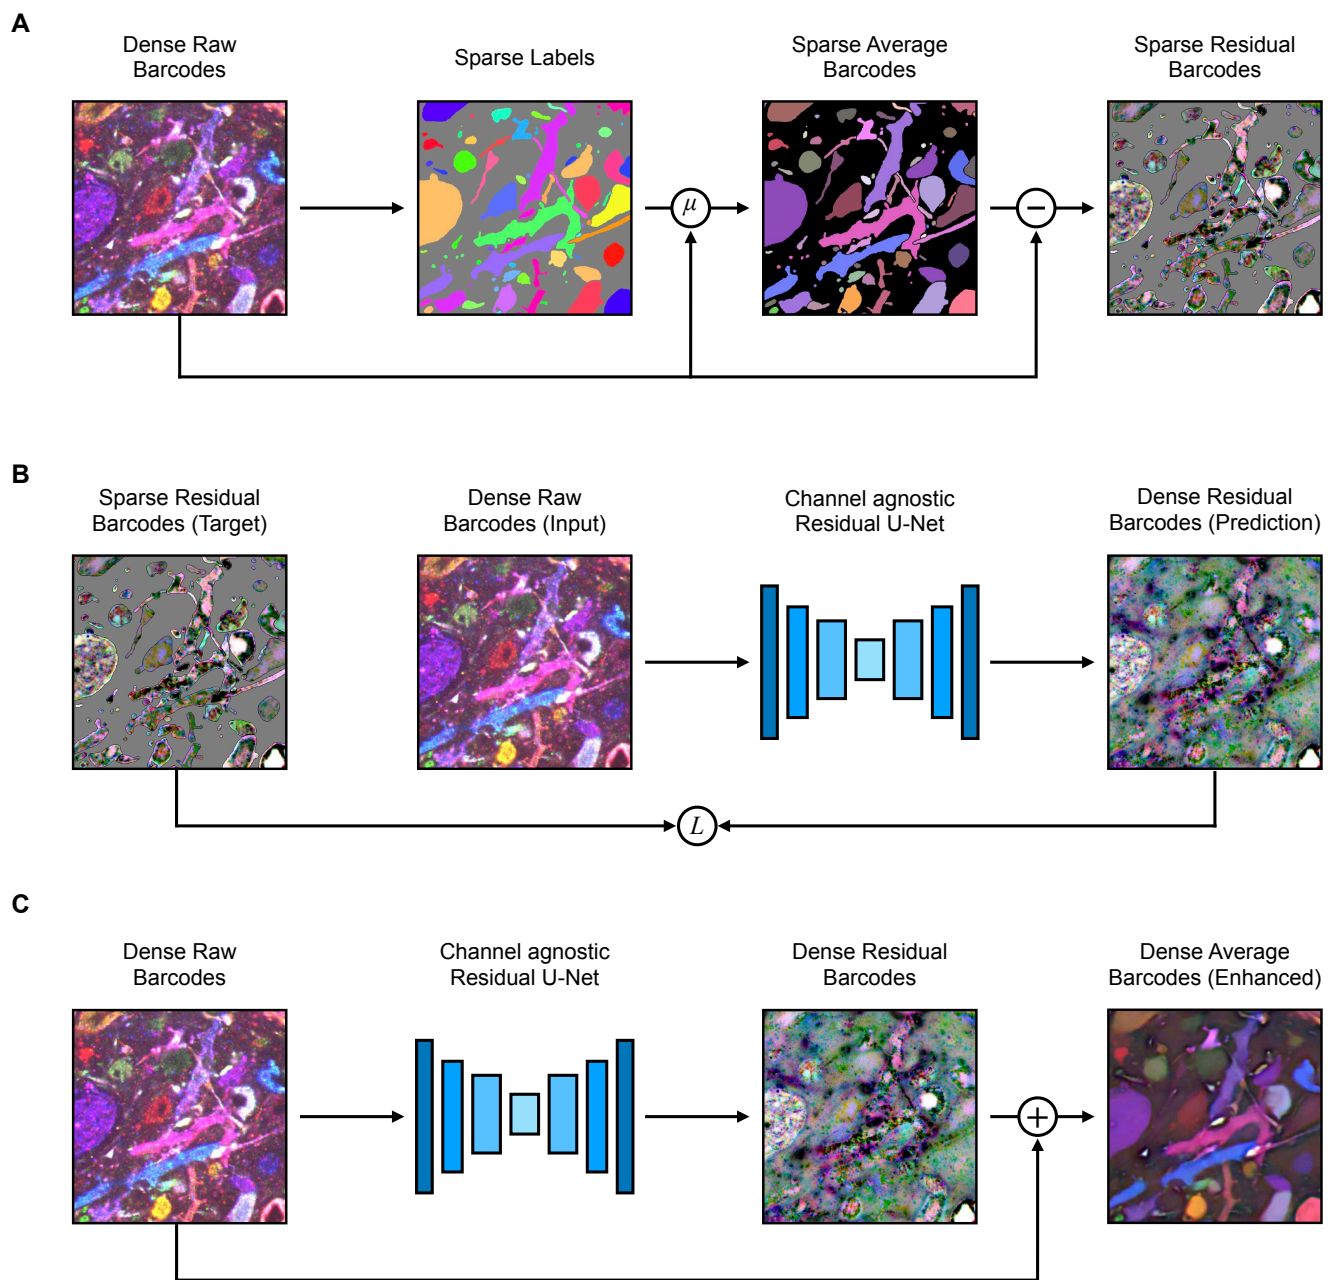 A
Dense Raw
Barcodes
Sparse Labels
Sparse Average
Barcodes
Sparse Residual
Barcodes
μ
−
B
Sparse Residual
Barcodes (Target)
Dense Raw
Barcodes (Input)
Channel agnostic
Residual U-Net
Dense Residual
Barcodes (Prediction)
L
C
Dense Raw
Barcodes
Channel agnostic
Residual U-Net
Dense Residual
Barcodes
Dense Average
Barcodes (Enhanced)
+